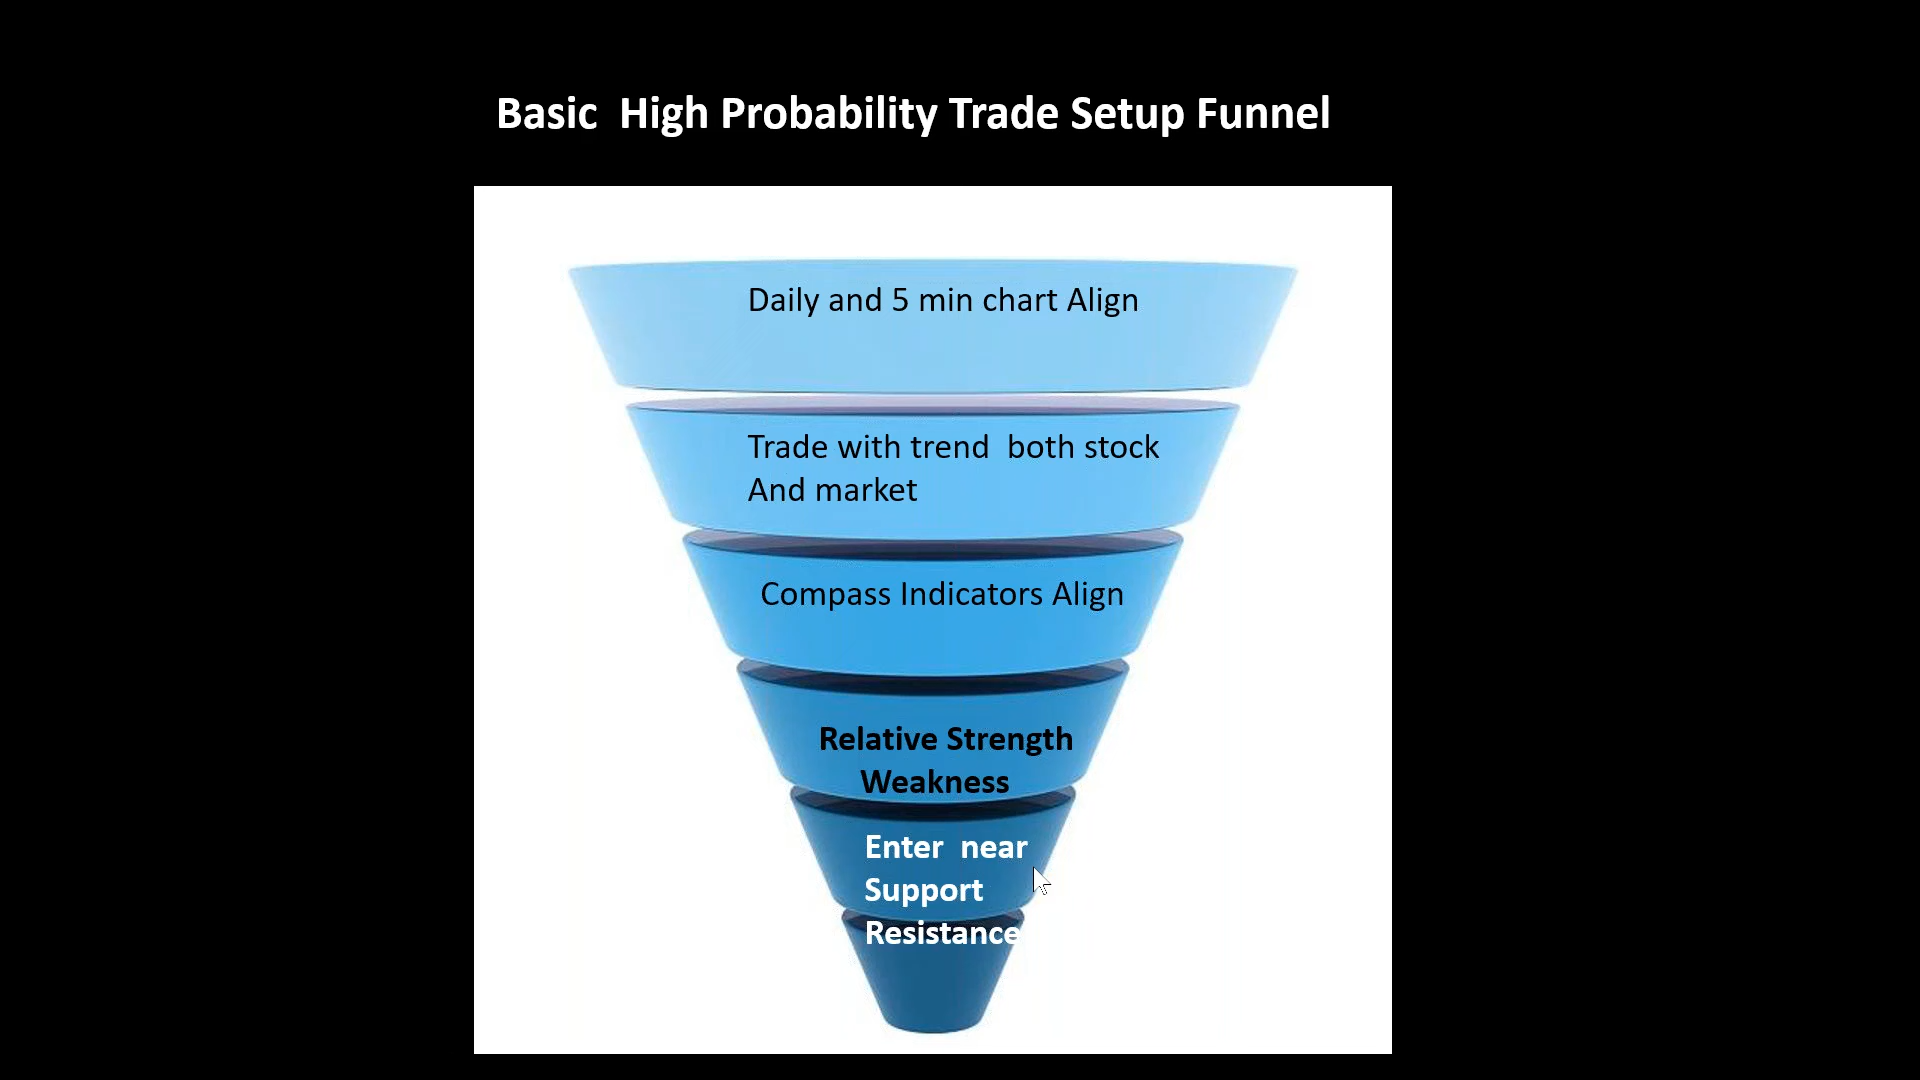 Basic  High Probability Trade Setup Funnel
Daily and 5 min chart Align
Trade with trend  both stock
And market
Compass Indicators Align
Relative Strength
Weakness
Enter  near
Support
Resistance